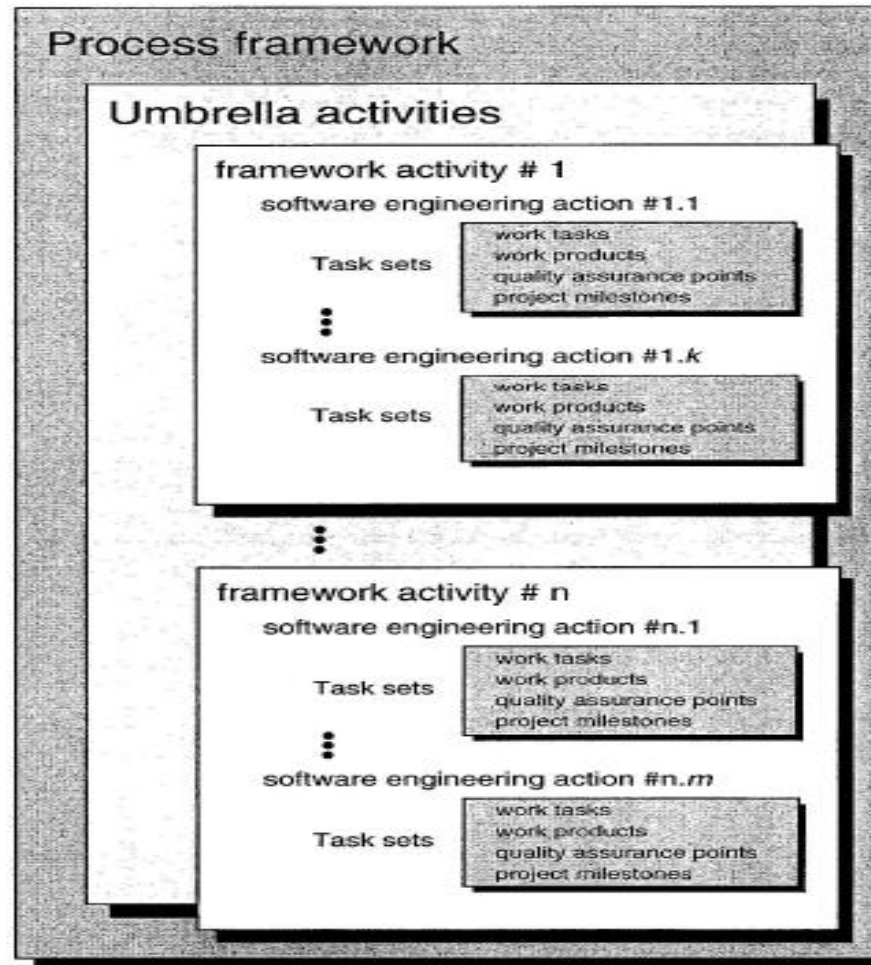 Process framework
Umbrella activities
framework activity # 1
software engineering action #1.1
Task sets
work tasks
work products
quality assurance points
project milestones
software engineering action #1.k
Task sets
work tasks
work products
quality assurance points
project milestones
framework activity # n
software engineering action #n.1
Task sets
work tasks
work products
quality assurance points
project milestones
software engineering action #n.m
Task sets
work tasks
work products
quality assurance points
project milestones